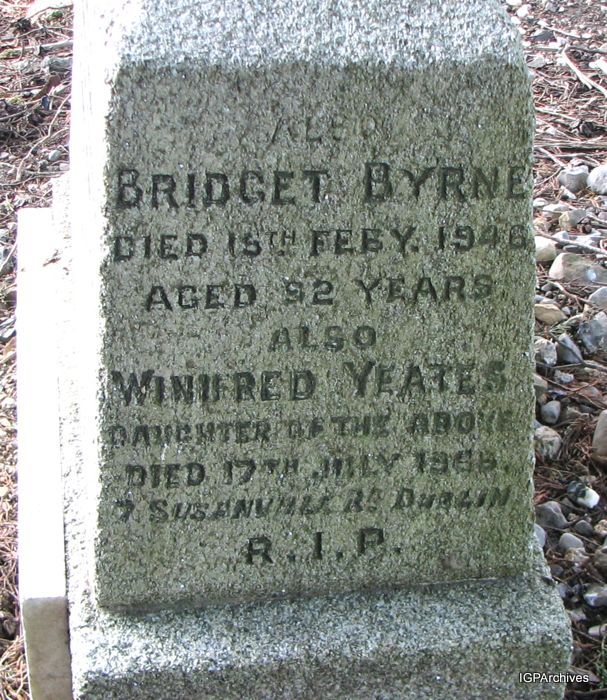 ALSO
BRIDGET BYRNE
DIED 15TH FEBY. 1946
AGED 92 YEARS
ALSO
WINIFRED YEATES
DAUGHTER OF THE ABOVE
DIED 17TH JULY 1966.
7 SUSANVILLE RD DUBLIN
R.I.P.
IGPArchives